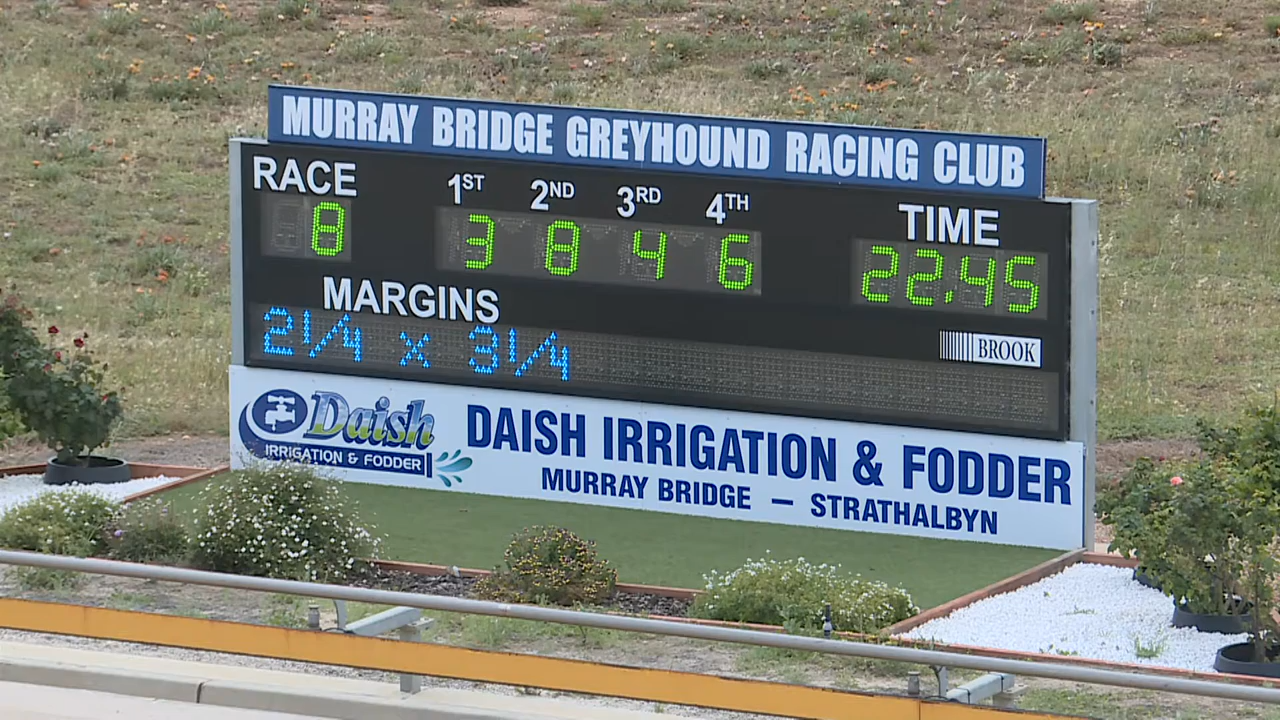 MURRAY BRIDGE GREYHOUND RACING CLUB
RACE 1ST 2ND 3RD 4TH TIME
8 3 8 4 6 22.45
MARGINS
2 1/4 x 3 1/4
BROOK
Daish
IRRIGATION & FODDER
DAISH IRRIGATION & FODDER
MURRAY BRIDGE – STRATHALBYN